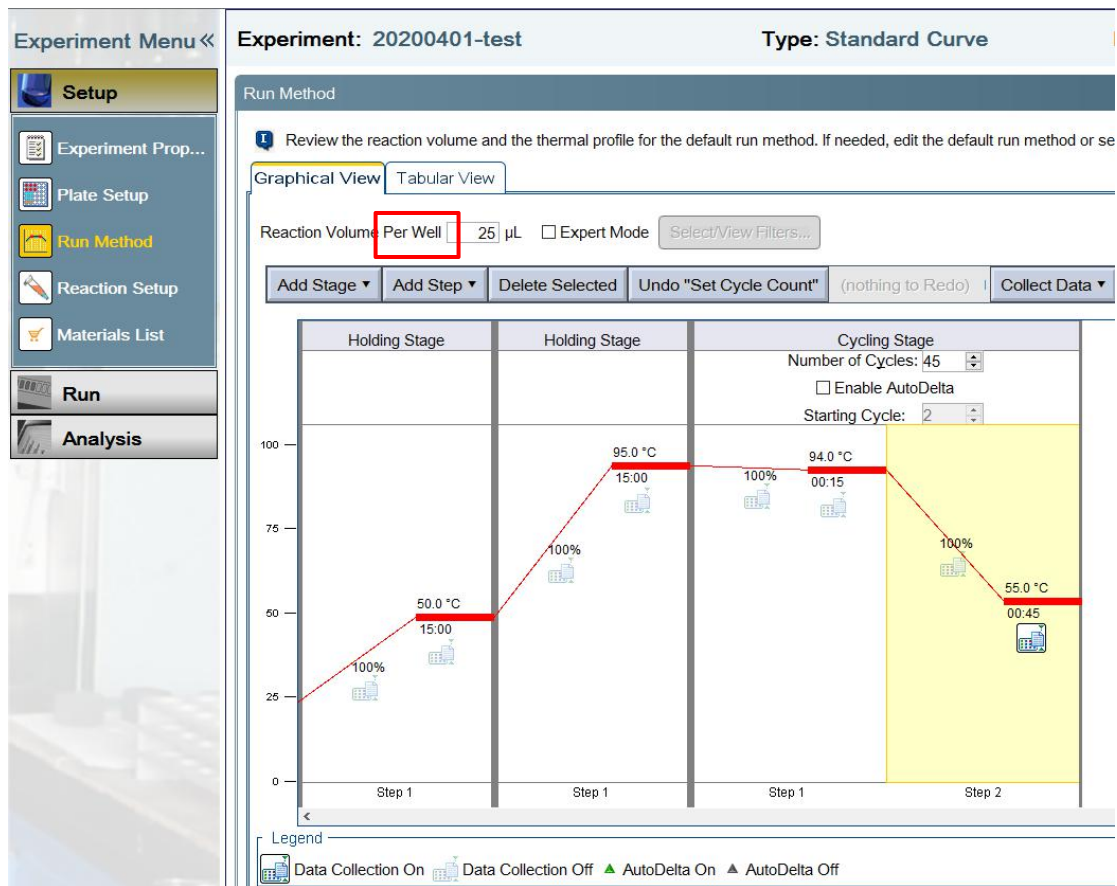 Experiment Menu «
Setup
Experiment Prop...
Plate Setup
Run Method
Reaction Setup
Materials List
Run
Analysis
Experiment: 20200401-test Type: Standard Curve
Run Method
Review the reaction volume and the thermal profile for the default run method. If needed, edit the default run method or se
Graphical View Tabular View
Reaction Volume Per Well 25 µL Expert Mode Select/View Filters...
Add Stage ▼ Add Step ▼ Delete Selected Undo "Set Cycle Count" (nothing to Redo) Collect Data ▼
Holding Stage Holding Stage Cycling Stage
Number of Cycles: 45
Enable AutoDelta
Starting Cycle: 2
100
95.0 °C 94.0 °C
15:00 100% 00:15
75
100% 100%
55.0 °C
50 50.0 °C 00:45
15:00
100%
25
0
Step 1 Step 1 Step 1 Step 2
<
Legend
Data Collection On Data Collection Off ▲ AutoDelta On ▲ AutoDelta Off